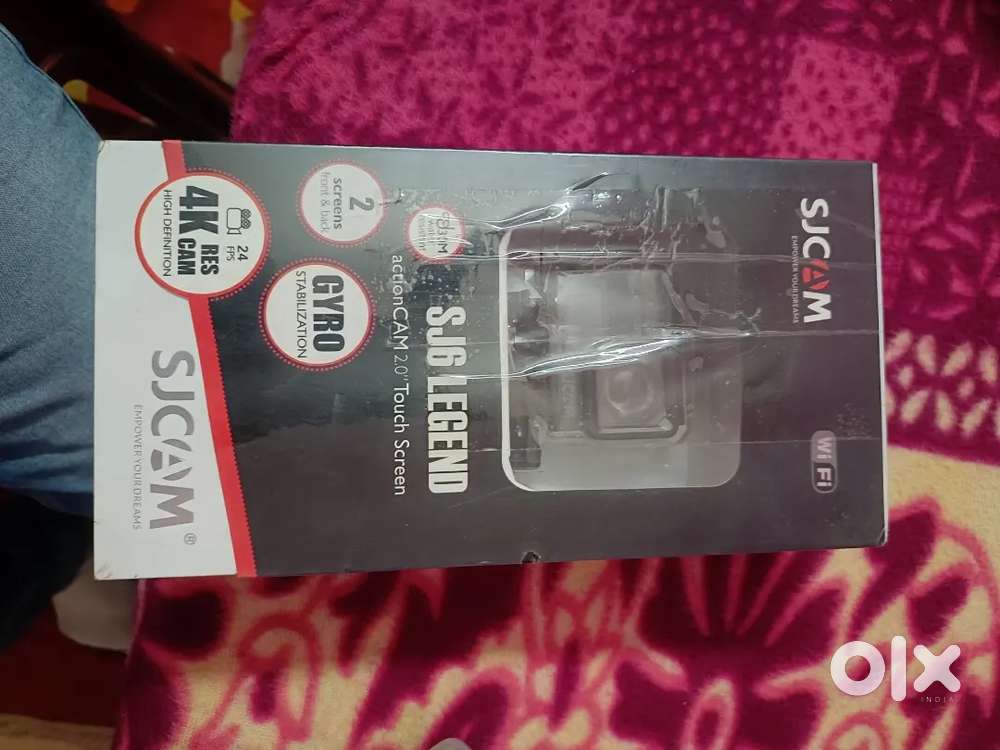 SJCAM
EMPOWER YOUR DREAMS
WiFi
2
screens
front & back
SJ6 LEGEND
actionCAM 2.0" Touch Screen
24
FPS
4K RES
CAM
HIGH DEFINITION
GYRO
STABILIZATION
SJCAM®
EMPOWER YOUR DREAMS
olx
INDIA